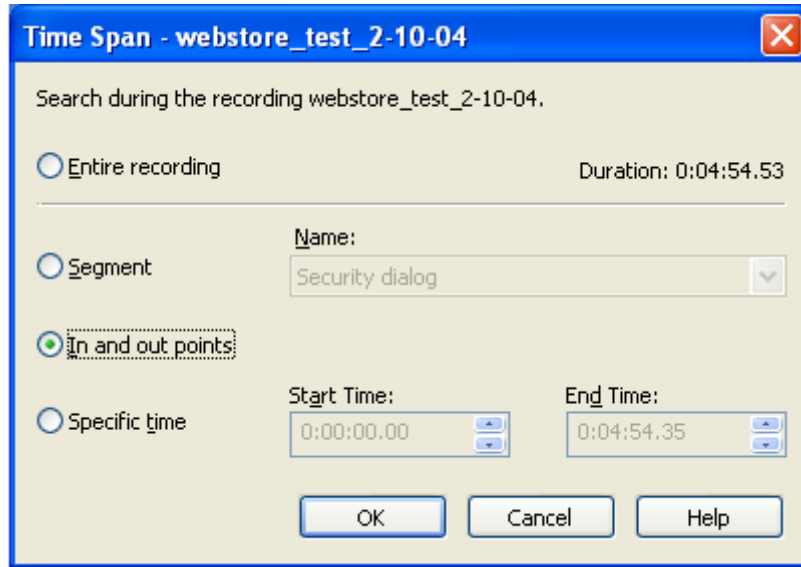 Time Span - webstore_test_2-10-04
Search during the recording webstore_test_2-10-04.
Entire recording
Duration: 0:04:54.53
Name:
Segment
Security dialog
In and out points
Start Time:
End Time:
Specific time
0:00:00.00
0:04:54.35
OK
Cancel
Help